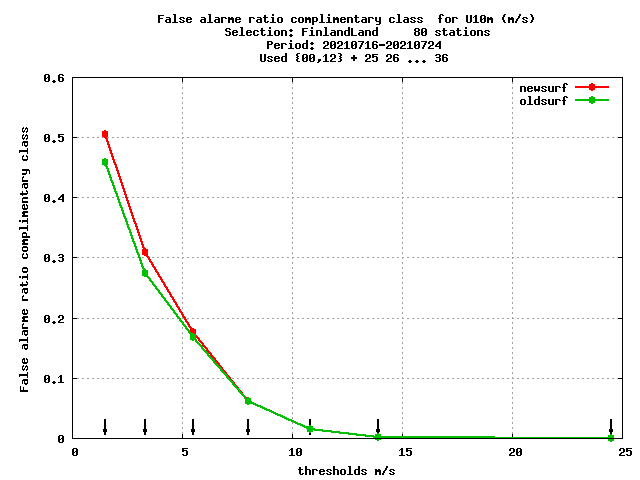 False alarme ratio complimentary class  for U10m (m/s)
Selection: FinlandLand     80 stations
Period: 20210716-20210724
Used {00,12} + 25 26 ... 36
newsurf
oldsurf
False alarme ratio complimentary class
0.6
0.5
0.4
0.3
0.2
0.1
0
0 5 10 15 20 25
thresholds m/s